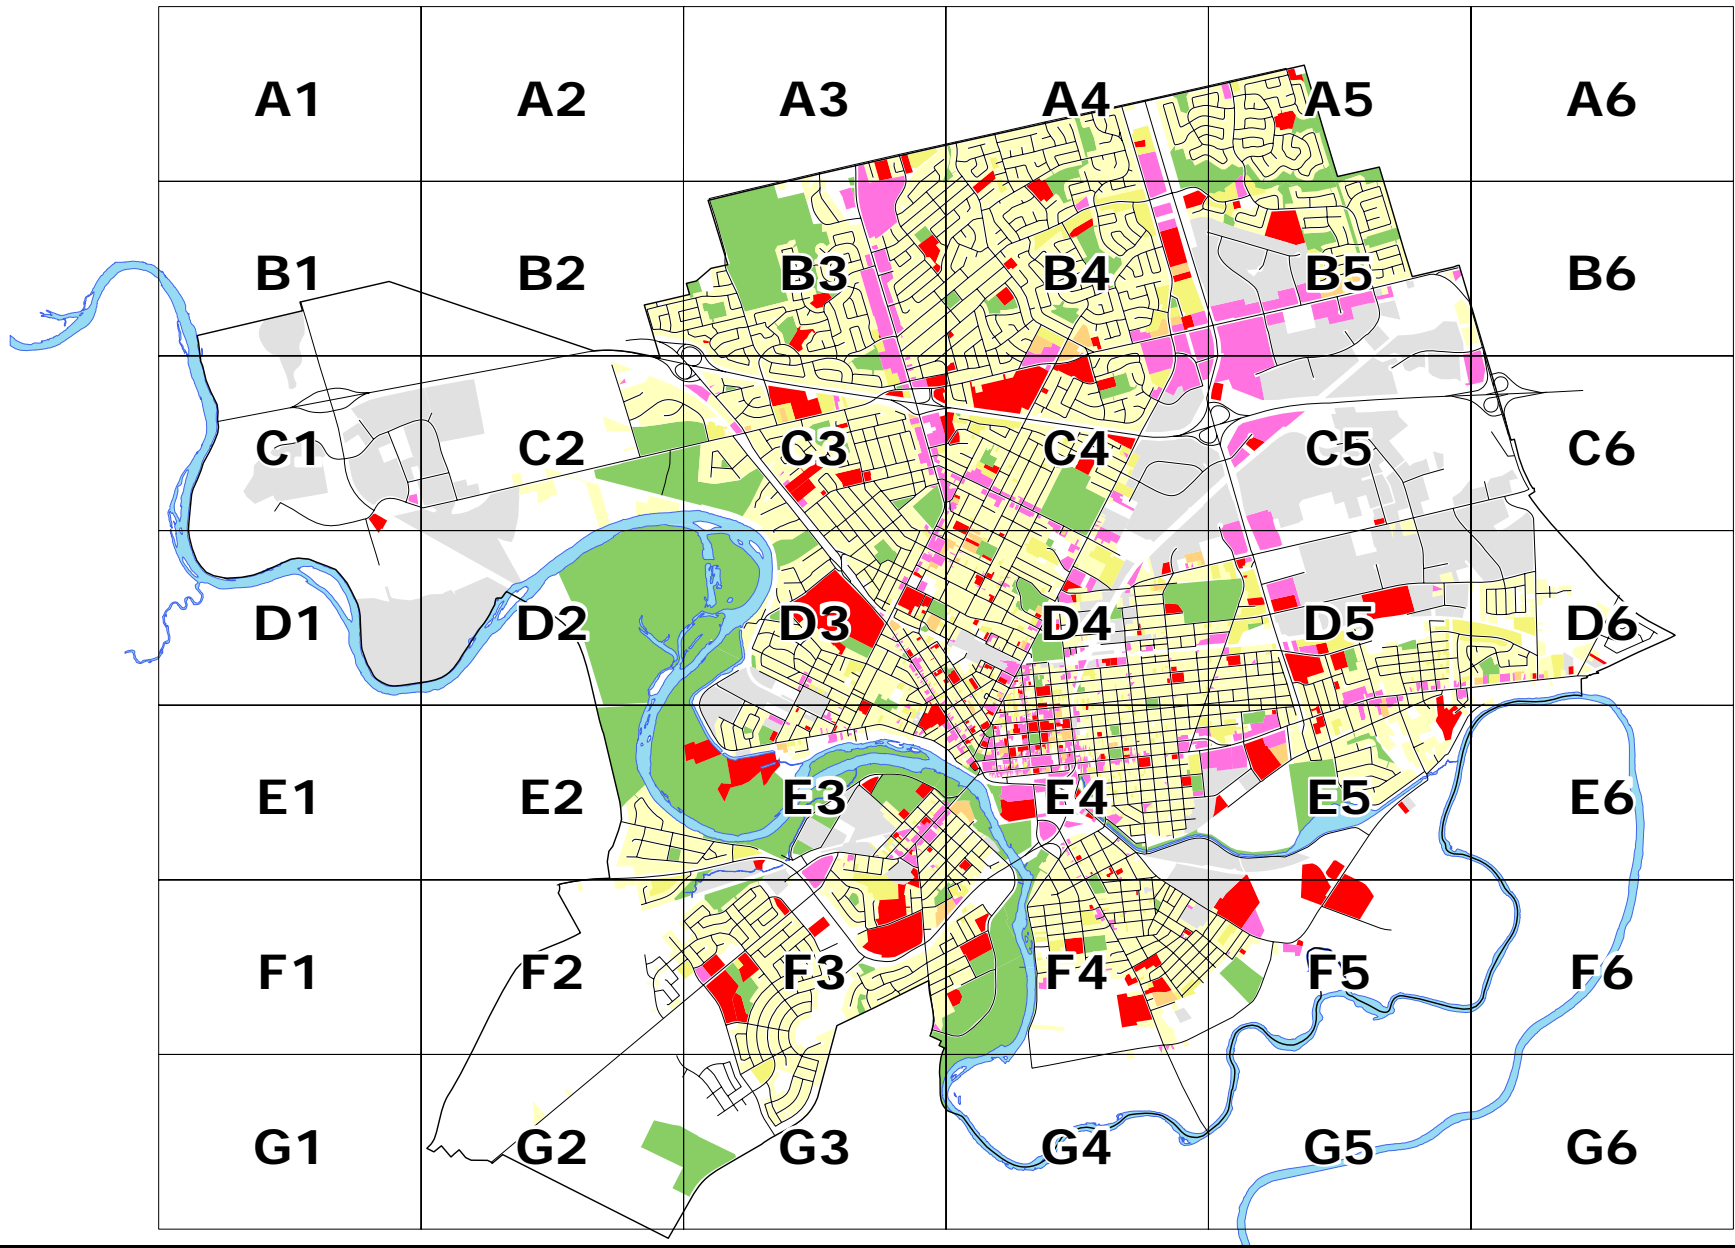 A1 A2 A3 A4 A5 A6
B1 B2 B3 B4 B5 B6
C1 C2 C3 C4 C5 C6
D1 D2 D3 D4 D5 D6
E1 E2 E3 E4 E5 E6
F1 F2 F3 F4 F5 F6
G1 G2 G3 G4 G5 G6